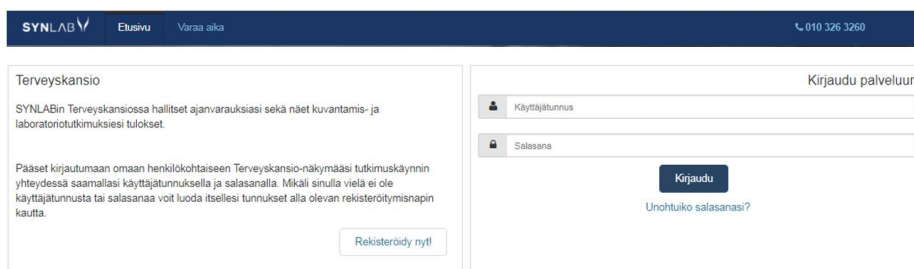 SYNLAB Etusivu Varaa aika 010 326 3260
Terveyskansio
SYNLABin Terveyskansiossa hallitset ajanvarauksiasi sekä näet kuvantamis- ja
laboratoriotutkimuksiesi tulokset.
Pääset kirjautumaan omaan henkilökohtaiseen Terveyskansio-näkymääsi tutkimuskäynnin
yhteydessä saamallasi käyttäjätunnuksella ja salasanalla. Mikäli sinulla vielä ei ole
käyttäjätunnusta tai salasanaa voit luoda itsellesi tunnukset alla olevan rekisteröitymisnapin
kautta.
Rekisteröidy nyt!
Kirjaudu palveluun
Käyttäjätunnus
Salasana
Kirjaudu
Unohtuiko salasanasi?